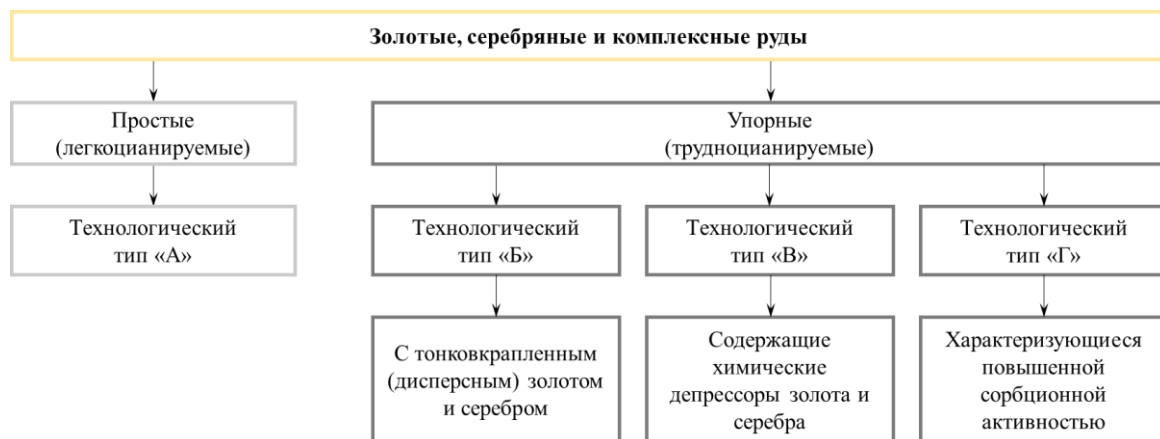 Золотые, серебряные и комплексные руды
Простые
(легкоцианируемые)
Упорные
(трудноцианируемые)
Технологический
тип «А»
Технологический
тип «Б»
Технологический
тип «В»
Технологический
тип «Г»
С тонковкрапленным
(дисперсным) золотом
и серебром
Содержащие
химические
депрессоры золота и
серебра
Характеризующиеся
повышенной
сорбционной
активностью